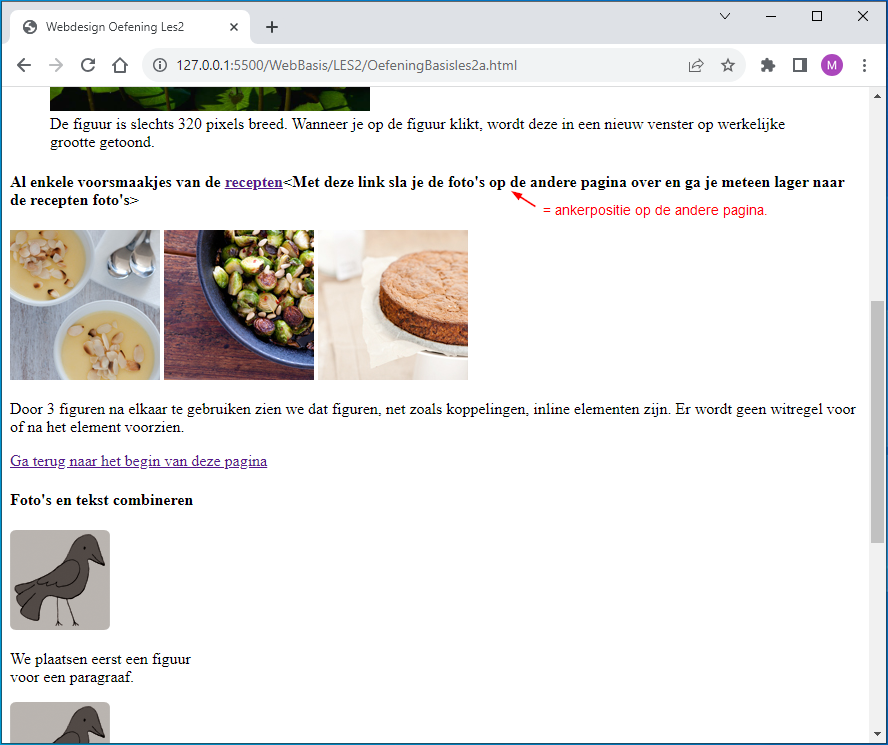 Webdesign Oefening Les2
127.0.0.1:5500/WebBasis/LES2/OefeningBasisles2a.html
M
De figuur is slechts 320 pixels breed. Wanneer je op de figuur klikt, wordt deze in een nieuw venster op werkelijke
grootte getoond.
Al enkele voorsmaakjes van de recepten<Met deze link sla je de foto's op de andere pagina over en ga je meteen lager naar
de recepten foto's>
= ankerpositie op de andere pagina.
Door 3 figuren na elkaar te gebruiken zien we dat figuren, net zoals koppelingen, inline elementen zijn. Er wordt geen witregel voor
of na het element voorzien.
Ga terug naar het begin van deze pagina
Foto's en tekst combineren
We plaatsen eerst een figuur
voor een paragraaf.